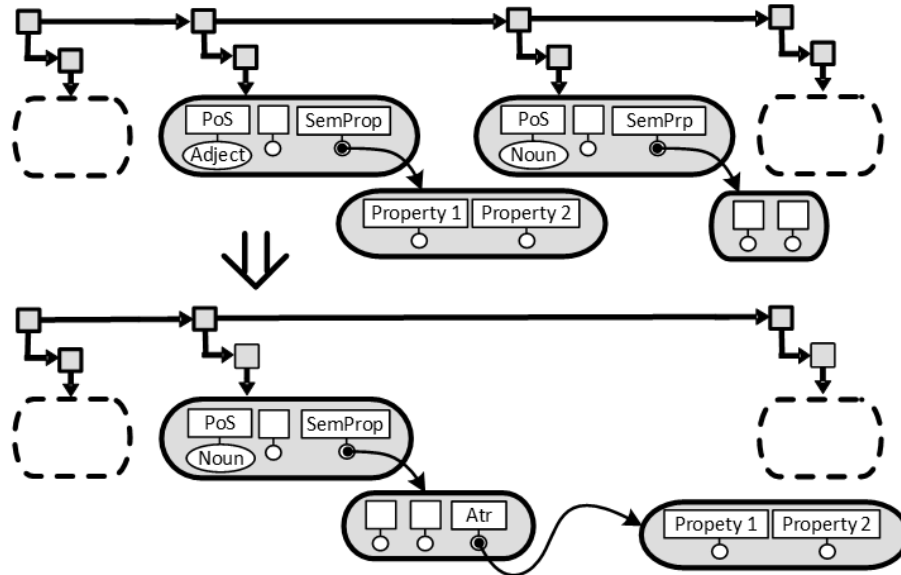 PoS SemProp PoS SemPrp
Adject Noun
Property 1 Property 2
PoS SemProp
Noun
Atr
Propety 1 Property 2